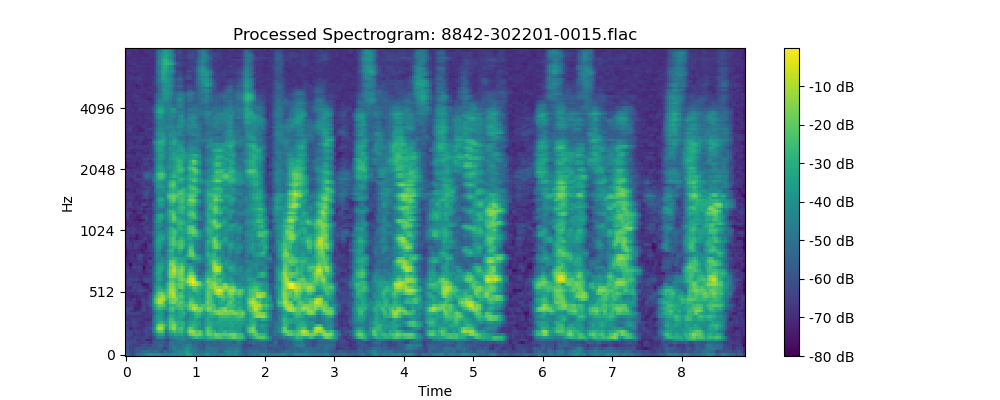 Processed Spectrogram: 8842-302201-0015.flac
Hz
4096
2048
1024
512
0
0 1 2 3 4 5 6 7 8
Time
-10 dB
-20 dB
-30 dB
-40 dB
-50 dB
-60 dB
-70 dB
-80 dB